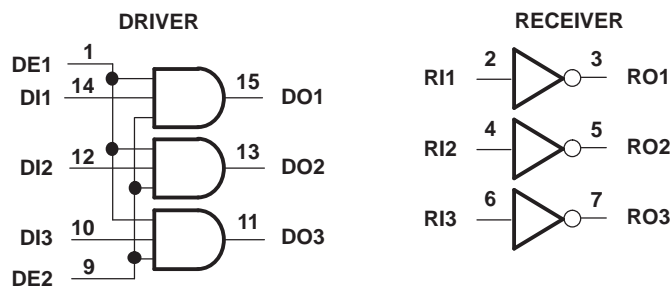 DRIVER
DE1 1
DI1 14 15 DO1
DI2 12 13 DO2
DI3 10 11 DO3
DE2 9
RECEIVER
RI1 2 3 RO1
RI2 4 5 RO2
RI3 6 7 RO3